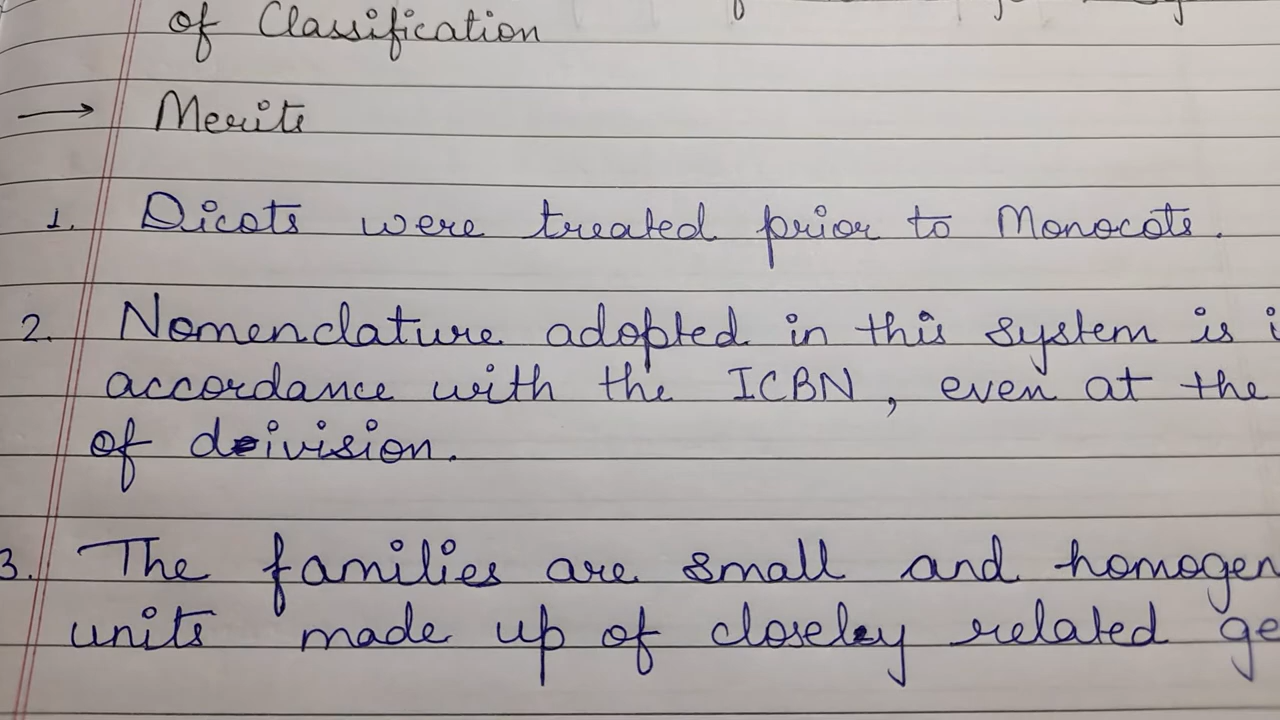 of Classification
→ Merits
1. Dicots were treated prior to Monocots.
2. Nomenclature adopted in this system is i
accordance with the ICBN, even at the
of division.
3. The families are small and homogen
units made up of closely related ge